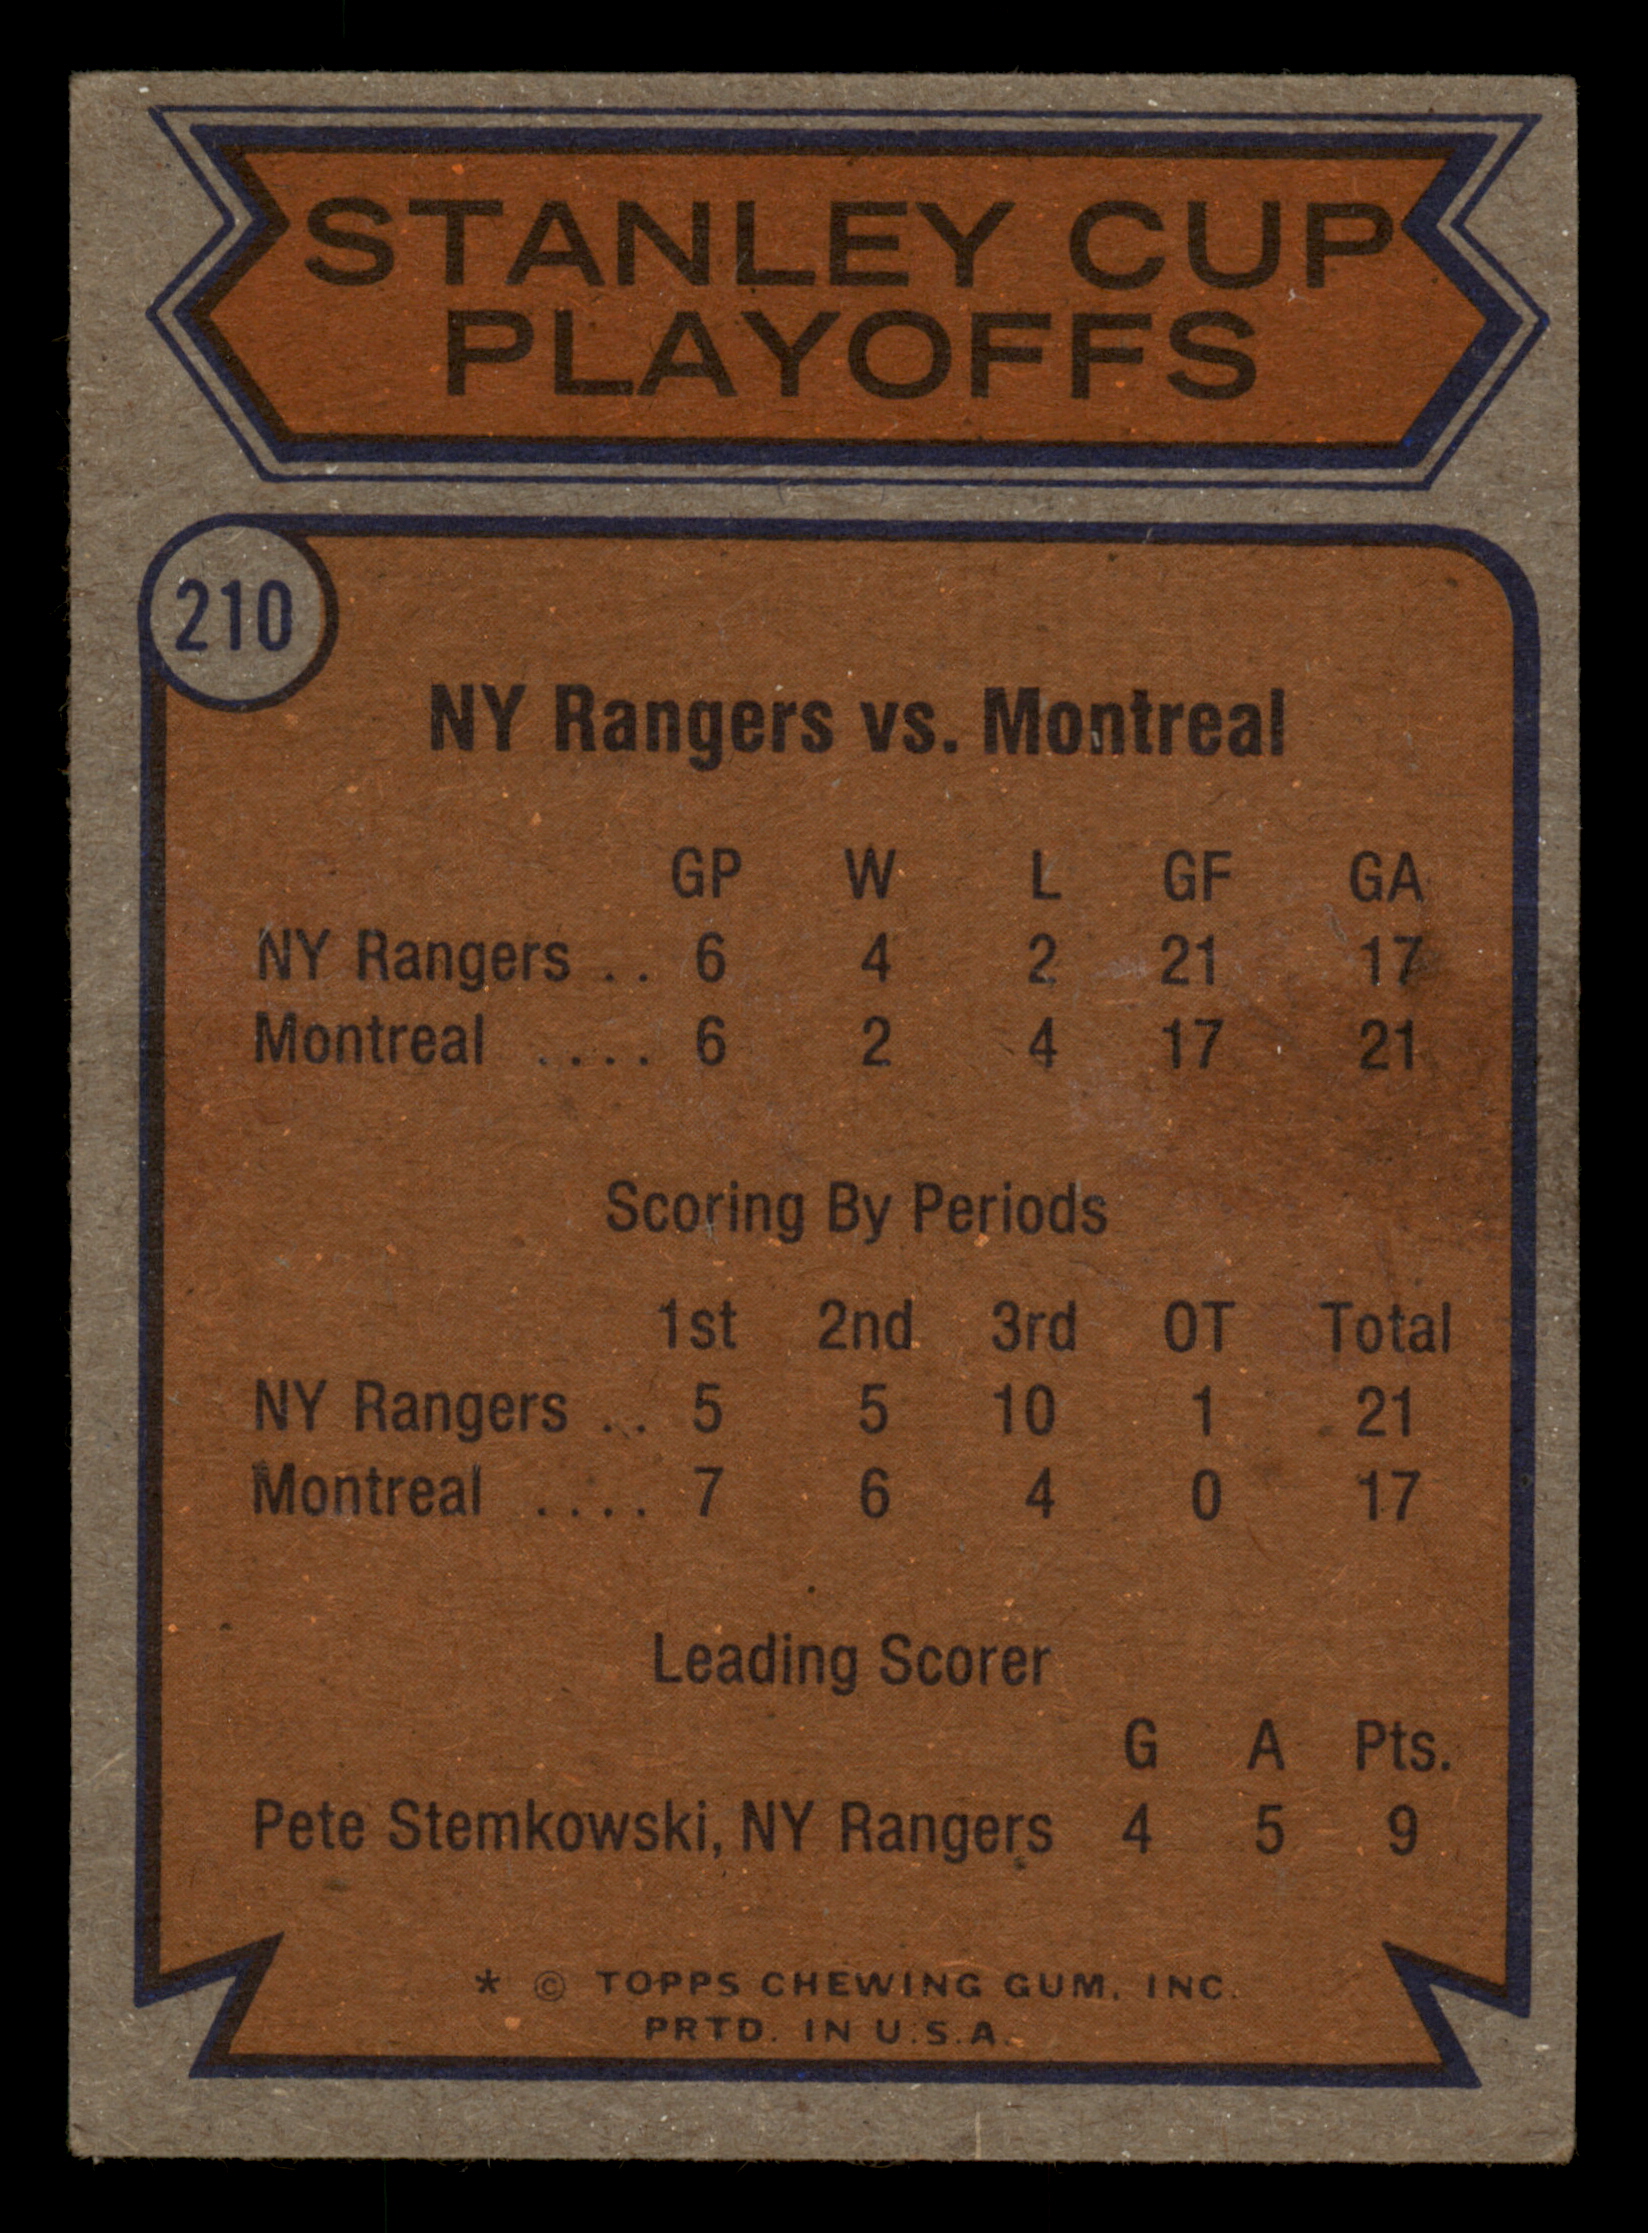 STANLEY CUP
PLAYOFFS
210
NY Rangers vs. Montreal
GP W L GF GA
NY Rangers .. 6 4 2 21 17
Montreal .... 6 2 4 17 21
Scoring By Periods
1st 2nd 3rd OT Total
NY Rangers .. 5 5 10 1 21
Montreal .... 7 6 4 0 17
Leading Scorer
G A Pts.
Pete Stemkowski, NY Rangers 4 5 9
* © TOPPS CHEWING GUM, INC.
PRTD. IN U.S.A.